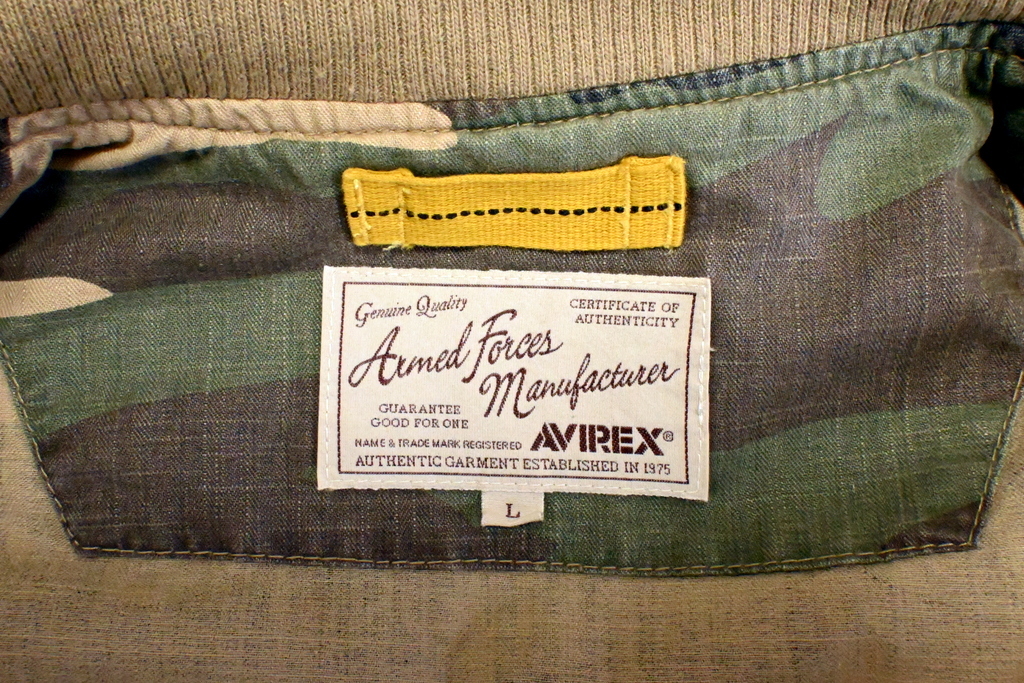 Genuine Quality
CERTIFICATE OF
AUTHENTICITY
Armed Forces
Manufacturer
GUARANTEE
GOOD FOR ONE
NAME & TRADE MARK REGISTERED
AVIREX®
AUTHENTIC GARMENT ESTABLISHED IN 1975
L